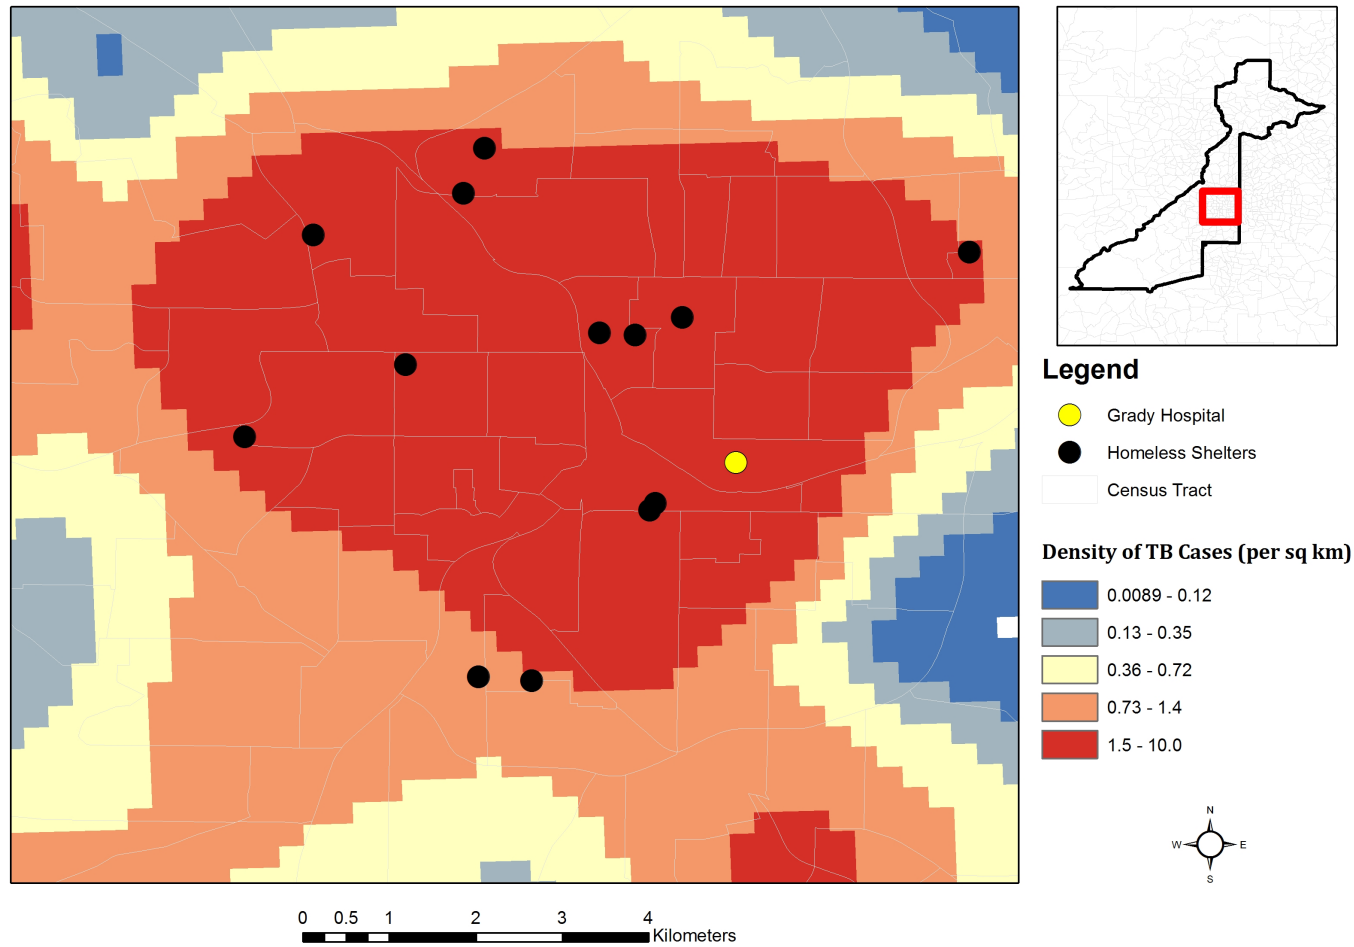 Legend
Grady Hospital
Homeless Shelters
Census Tract
Density of TB Cases (per sq km)
0.0089 - 0.12
0.13 - 0.35
0.36 - 0.72
0.73 - 1.4
1.5 - 10.0
N
W E
S
0 0.5 1 2 3 4
Kilometers